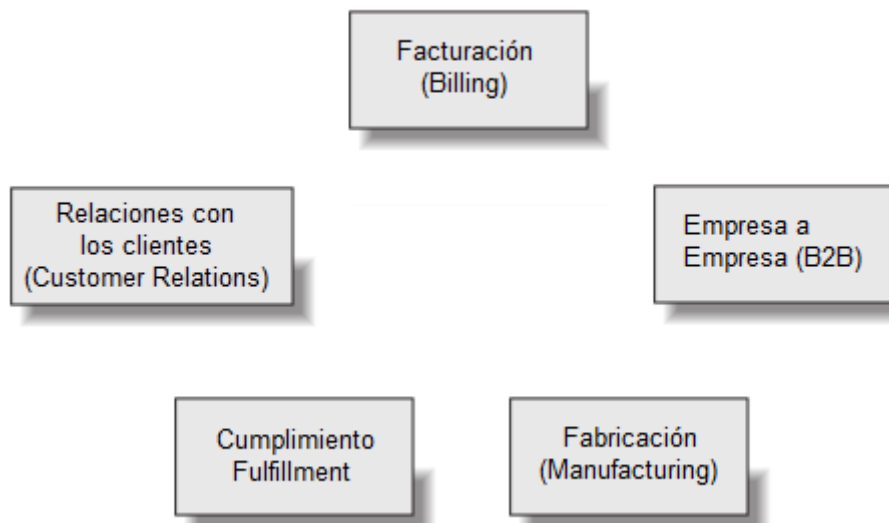 Facturación
(Billing)
Relaciones con
los clientes
(Customer Relations)
Empresa a
Empresa (B2B)
Cumplimiento
Fulfillment
Fabricación
(Manufacturing)